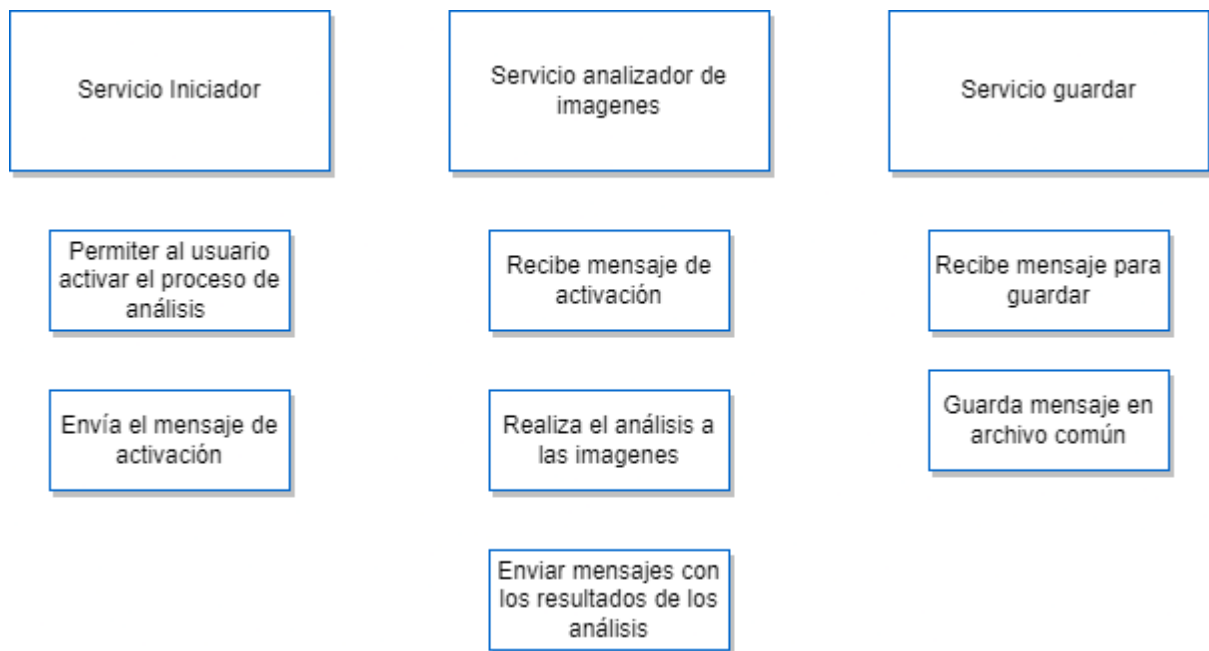 Servicio Iniciador
Servicio analizador de
imagenes
Servicio guardar
Permiter al usuario
activar el proceso de
análisis
Recibe mensaje de
activación
Recibe mensaje para
guardar
Envía el mensaje de
activación
Realiza el análisis a
las imagenes
Guarda mensaje en
archivo común
Enviar mensajes con
los resultados de los
análisis